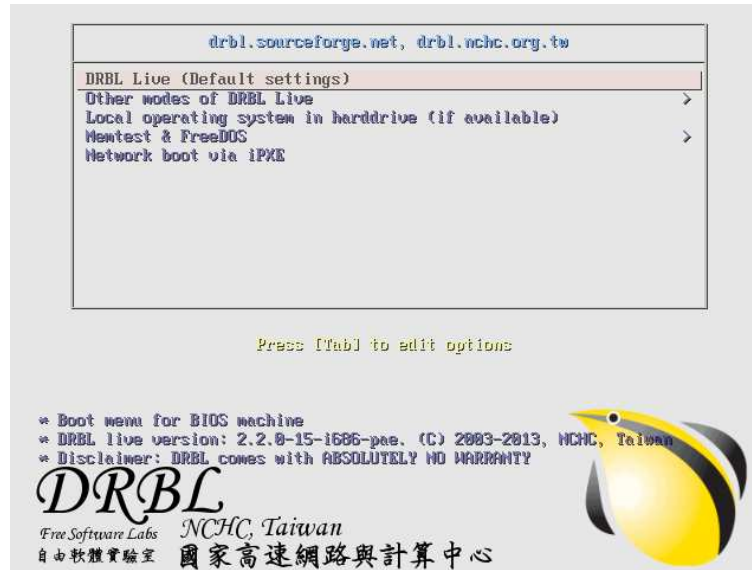 drbl.sourceforge.net, drbl.nchc.org.tw
DRBL Live (Default settings)
Other modes of DRBL Live >
Local operating system in harddrive (if available)
Memtest & FreeDOS >
Network boot via iPXE
Press [Tab] to edit options
* Boot menu for BIOS machine
* DRBL live version: 2.2.0-15-i686-pae. (C) 2003-2013, NCHC, Taiwan
* Disclaimer: DRBL comes with ABSOLUTELY NO WARRANTY
DRBL
Free Software Labs NCHC, Taiwan
自由軟體實驗室 國家高速網路與計算中心